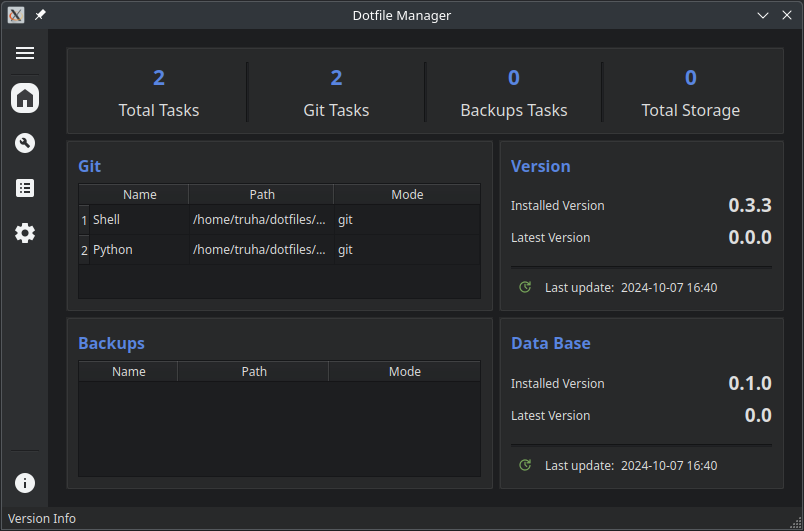 Dotfile Manager
2 2 0 0
Total Tasks Git Tasks Backups Tasks Total Storage
Git
Name Path Mode
1 Shell /home/truha/dotfiles/... git
2 Python /home/truha/dotfiles/... git
Version
Installed Version 0.3.3
Latest Version 0.0.0
Last update: 2024-10-07 16:40
Backups
Name Path Mode
Data Base
Installed Version 0.1.0
Latest Version 0.0
Last update: 2024-10-07 16:40
Version Info